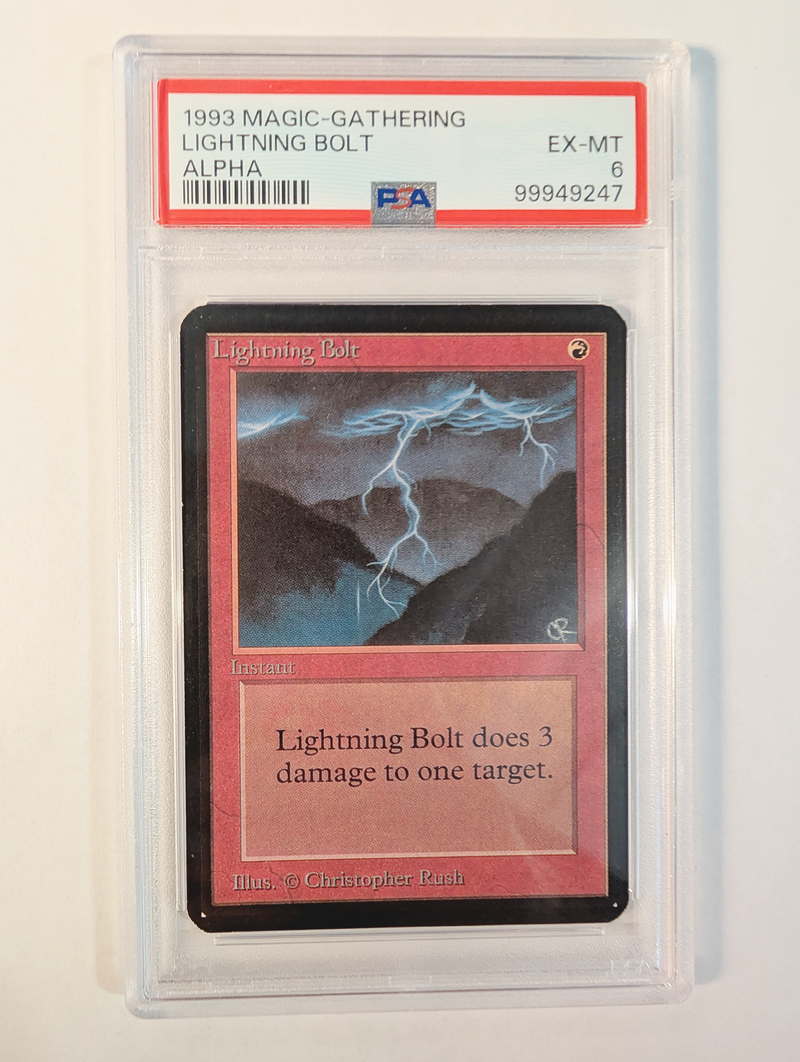 1993 MAGIC-GATHERING
LIGHTNING BOLT EX-MT
ALPHA 6
PSA 99949247
Lightning Bolt
CR
Instant
Lightning Bolt does 3
damage to one target.
Illus. © Christopher Rush